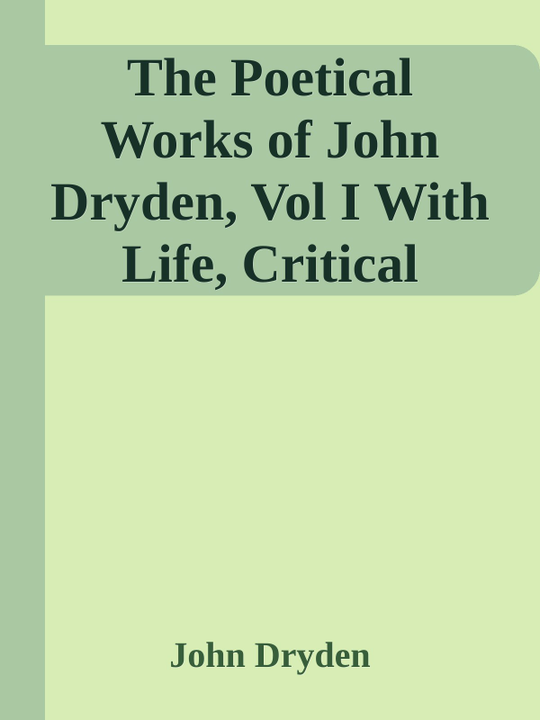 The Poetical
Works of John
Dryden, Vol I With
Life, Critical
John Dryden